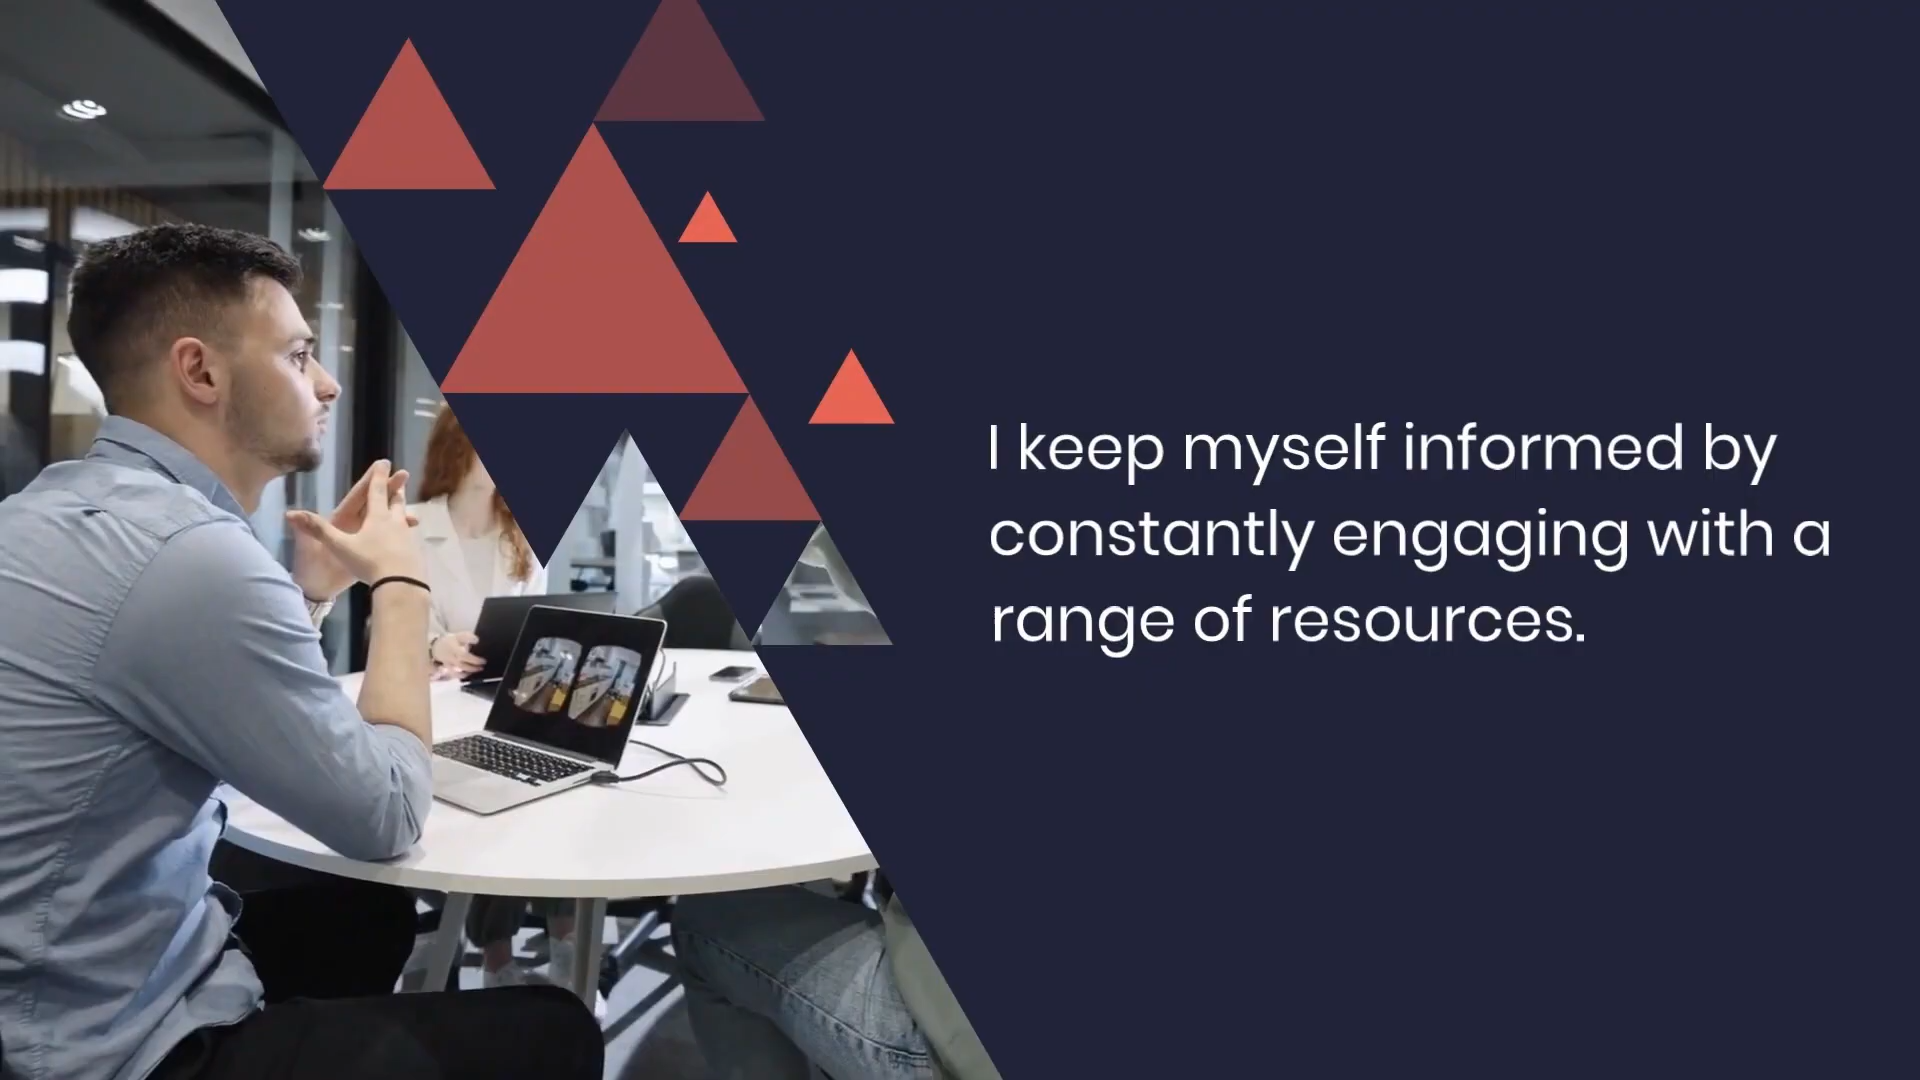 I keep myself informed by
constantly engaging with a
range of resources.